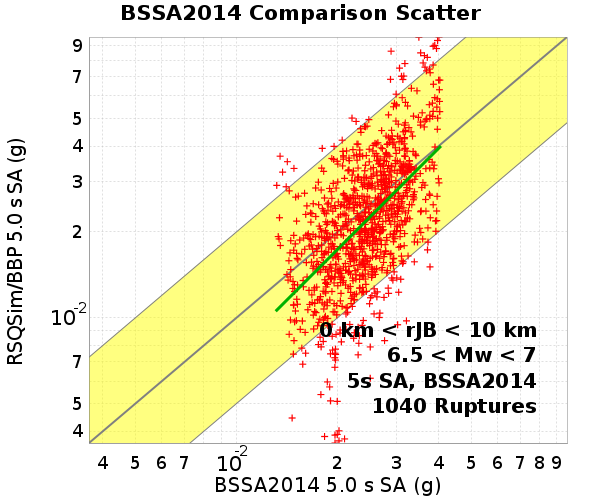 BSSA2014 Comparison Scatter
RSQSim/BBP 5.0 s SA (g)
9
7
5
4
3
2
10-2
7
5
4
0 km < rJB < 10 km
6.5 < Mw < 7
5s SA, BSSA2014
1040 Ruptures
4 5 6 7 10-2 2 3 4 5 6 7 8 9
BSSA2014 5.0 s SA (g)